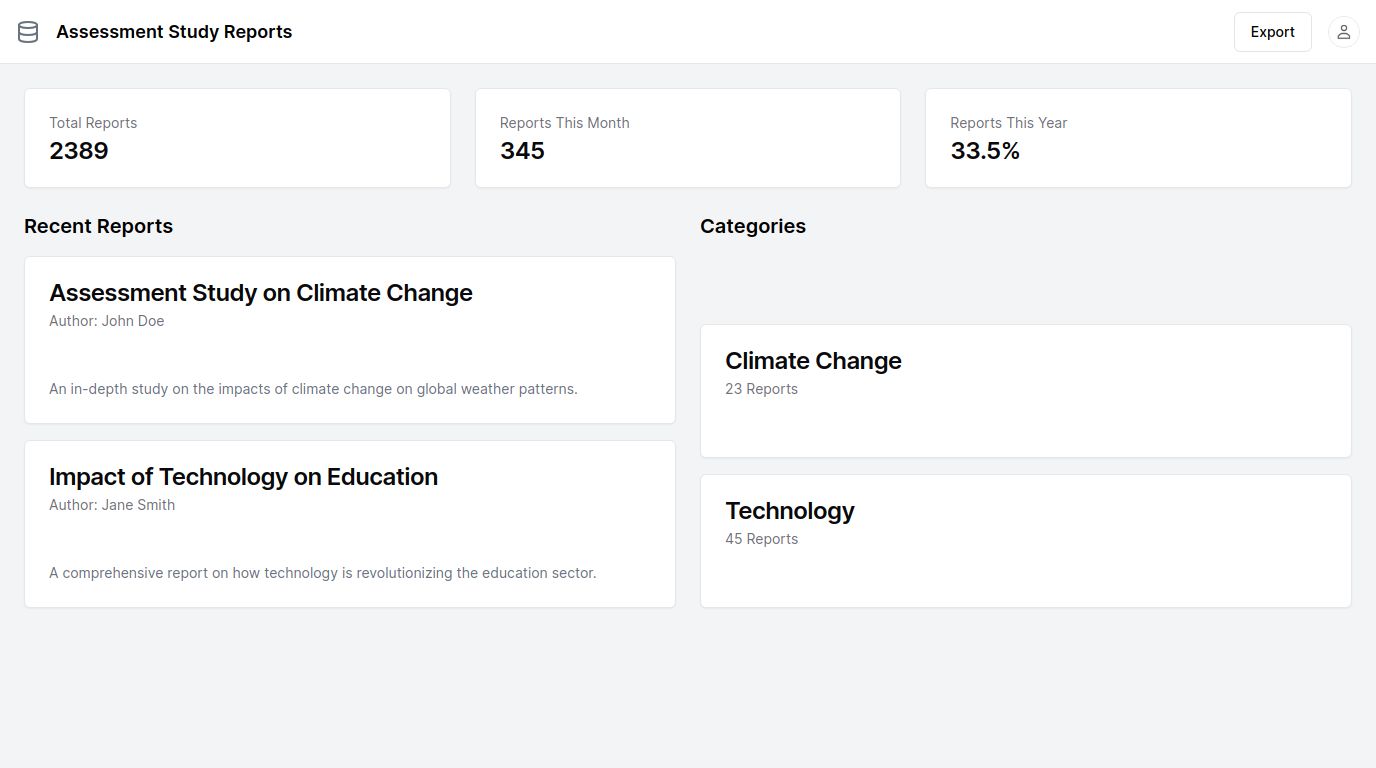 Assessment Study Reports
Export
Total Reports
2389
Reports This Month
345
Reports This Year
33.5%
Recent Reports
Assessment Study on Climate Change
Author: John Doe
An in-depth study on the impacts of climate change on global weather patterns.
Impact of Technology on Education
Author: Jane Smith
A comprehensive report on how technology is revolutionizing the education sector.
Categories
Climate Change
23 Reports
Technology
45 Reports